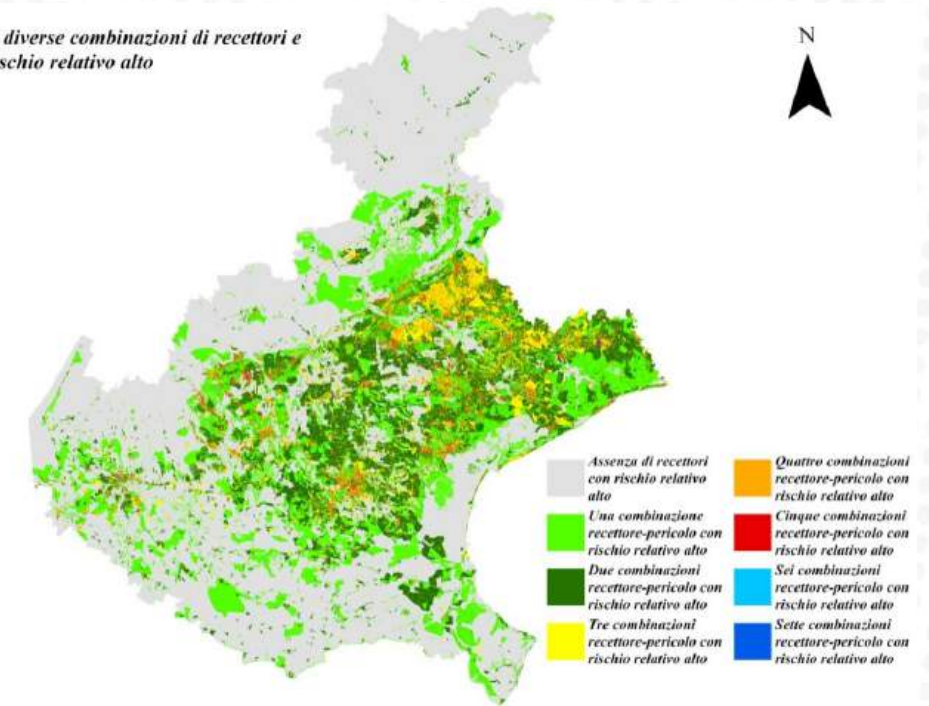 diverse combinazioni di recettori e
schio relativo alto
N
Assenza di recettori
con rischio relativo
alto
Una combinazione
recettore-pericolo con
rischio relativo alto
Due combinazioni
recettore-pericolo con
rischio relativo alto
Tre combinazioni
recettore-pericolo con
rischio relativo alto
Quattro combinazioni
recettore-pericolo con
rischio relativo alto
Cinque combinazioni
recettore-pericolo con
rischio relativo alto
Sei combinazioni
recettore-pericolo con
rischio relativo alto
Sette combinazioni
recettore-pericolo con
rischio relativo alto